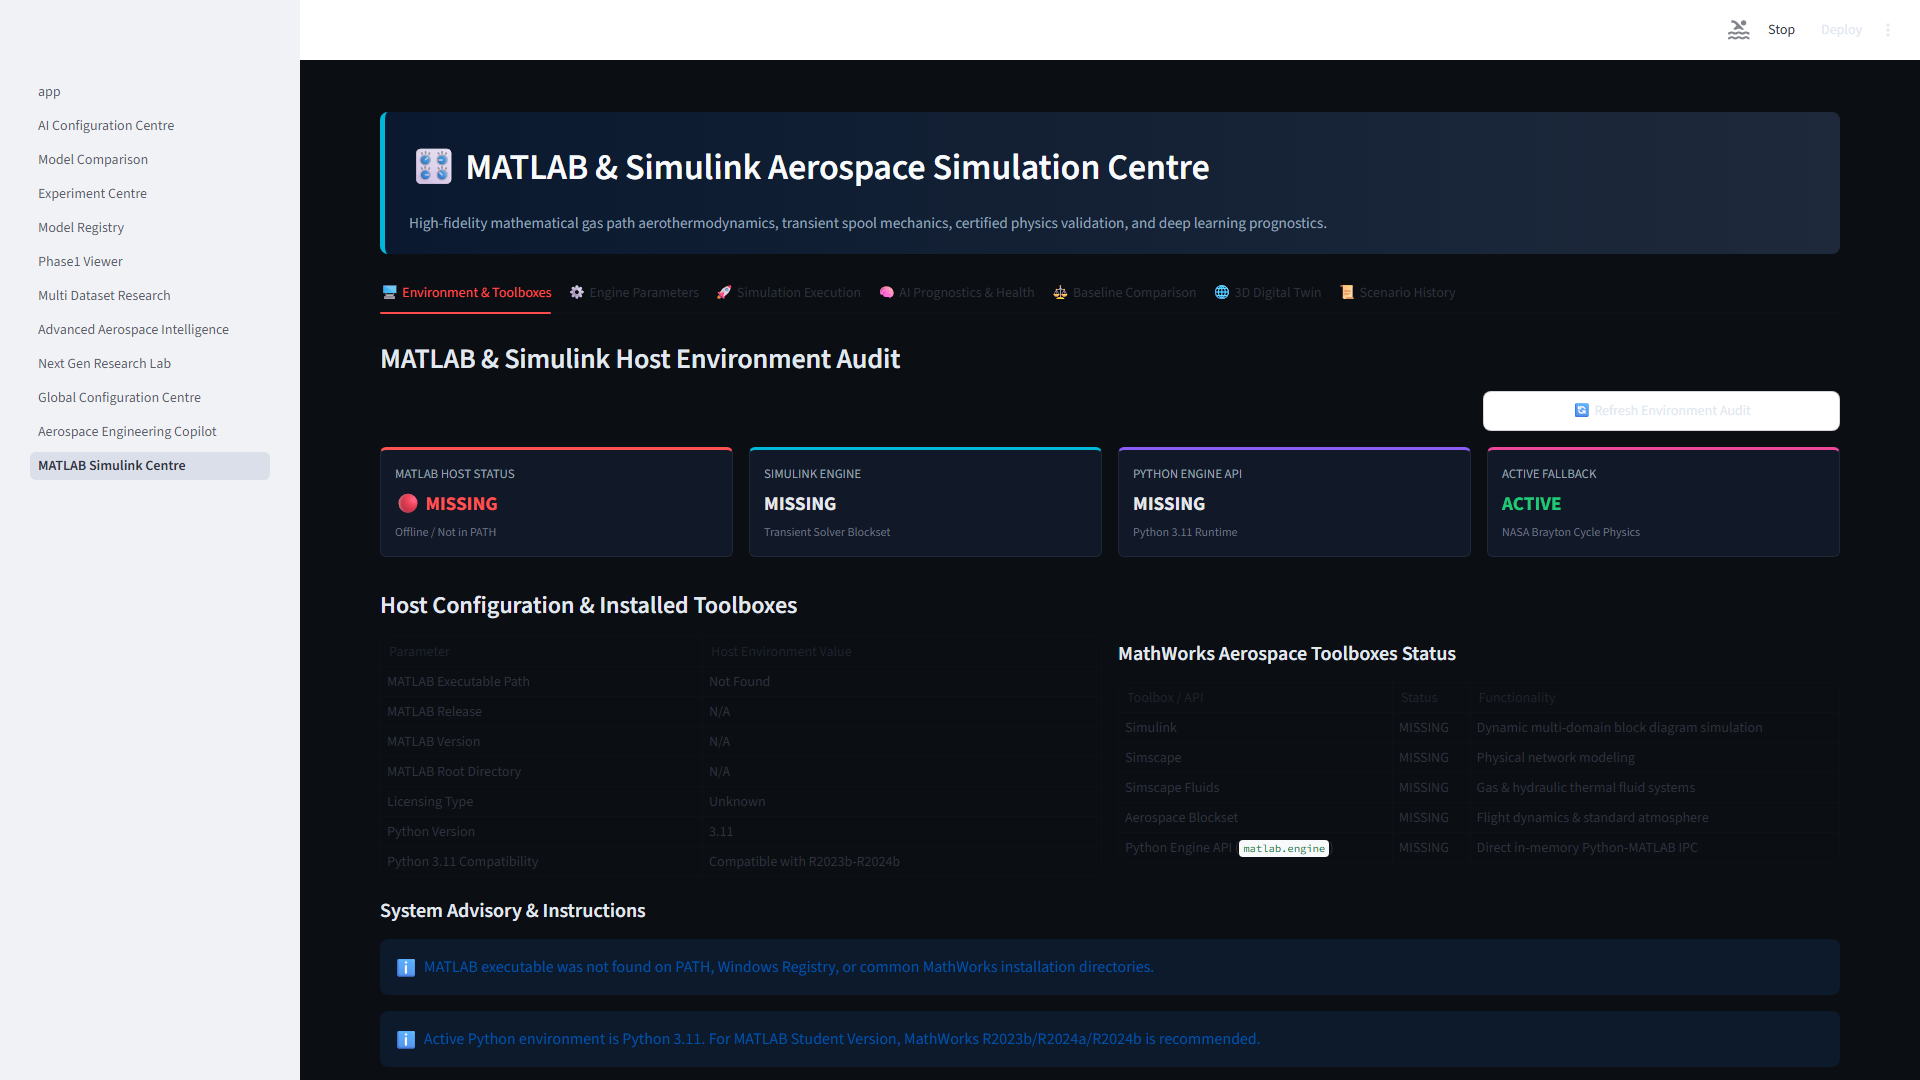 Stop
Deploy
app
AI Configuration Centre
Model Comparison
Experiment Centre
Model Registry
Phase1 Viewer
Multi Dataset Research
Advanced Aerospace Intelligence
Next Gen Research Lab
Global Configuration Centre
Aerospace Engineering Copilot
MATLAB Simulink Centre
MATLAB & Simulink Aerospace Simulation Centre
High-fidelity mathematical gas path aerothermodynamics, transient spool mechanics, certified physics validation, and deep learning prognostics.
Environment & Toolboxes
Engine Parameters
Simulation Execution
AI Prognostics & Health
Baseline Comparison
3D Digital Twin
Scenario History
MATLAB & Simulink Host Environment Audit
Refresh Environment Audit
MATLAB HOST STATUS
MISSING
Offline / Not in PATH
SIMULINK ENGINE
MISSING
Transient Solver Blockset
PYTHON ENGINE API
MISSING
Python 3.11 Runtime
ACTIVE FALLBACK
ACTIVE
NASA Brayton Cycle Physics
Host Configuration & Installed Toolboxes
Parameter Host Environment Value
MATLAB Executable Path Not Found
MATLAB Release N/A
MATLAB Version N/A
MATLAB Root Directory N/A
Licensing Type Unknown
Python Version 3.11
Python 3.11 Compatibility Compatible with R2023b-R2024b
MathWorks Aerospace Toolboxes Status
Toolbox / API Status Functionality
Simulink MISSING Dynamic multi-domain block diagram simulation
Simscape MISSING Physical network modeling
Simscape Fluids MISSING Gas & hydraulic thermal fluid systems
Aerospace Blockset MISSING Flight dynamics & standard atmosphere
Python Engine API (matlab.engine) MISSING Direct in-memory Python-MATLAB IPC
System Advisory & Instructions
MATLAB executable was not found on PATH, Windows Registry, or common MathWorks installation directories.
Active Python environment is Python 3.11. For MATLAB Student Version, MathWorks R2023b/R2024a/R2024b is recommended.